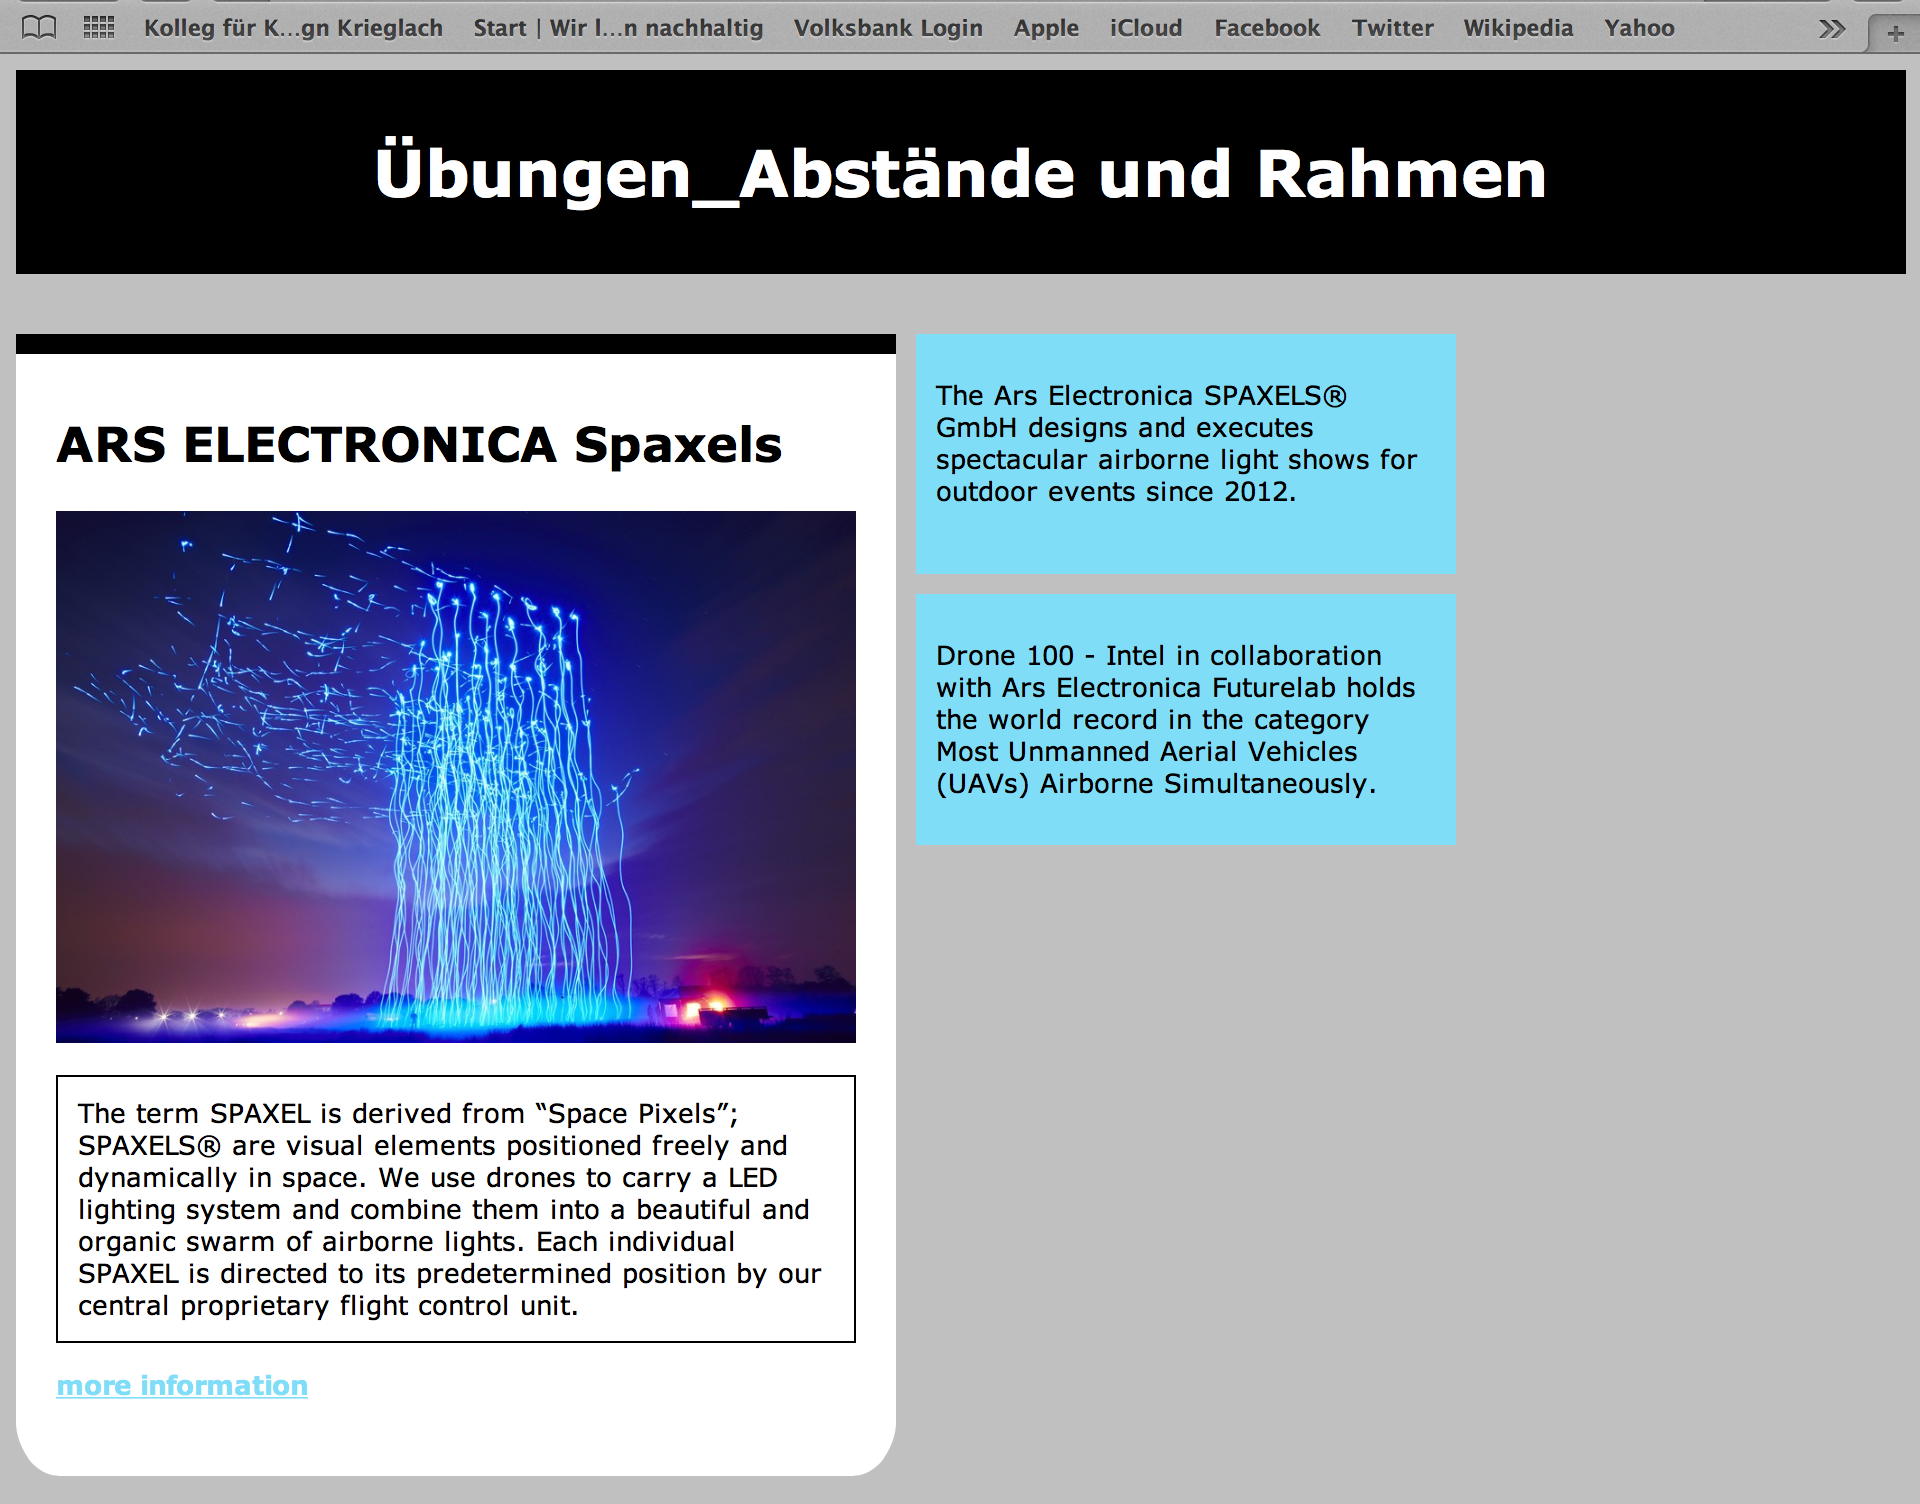 Kolleg für K...gn Krieglach Start | Wir l...n nachhaltig Volksbank Login Apple iCloud Facebook Twitter Wikipedia Yahoo
Übungen_Abstände und Rahmen
ARS ELECTRONICA Spaxels
The term SPAXEL is derived from “Space Pixels”;
SPAXELS® are visual elements positioned freely and
dynamically in space. We use drones to carry a LED
lighting system and combine them into a beautiful and
organic swarm of airborne lights. Each individual
SPAXEL is directed to its predetermined position by our
central proprietary flight control unit.
more information
The Ars Electronica SPAXELS®
GmbH designs and executes
spectacular airborne light shows for
outdoor events since 2012.
Drone 100 - Intel in collaboration
with Ars Electronica Futurelab holds
the world record in the category
Most Unmanned Aerial Vehicles
(UAVs) Airborne Simultaneously.